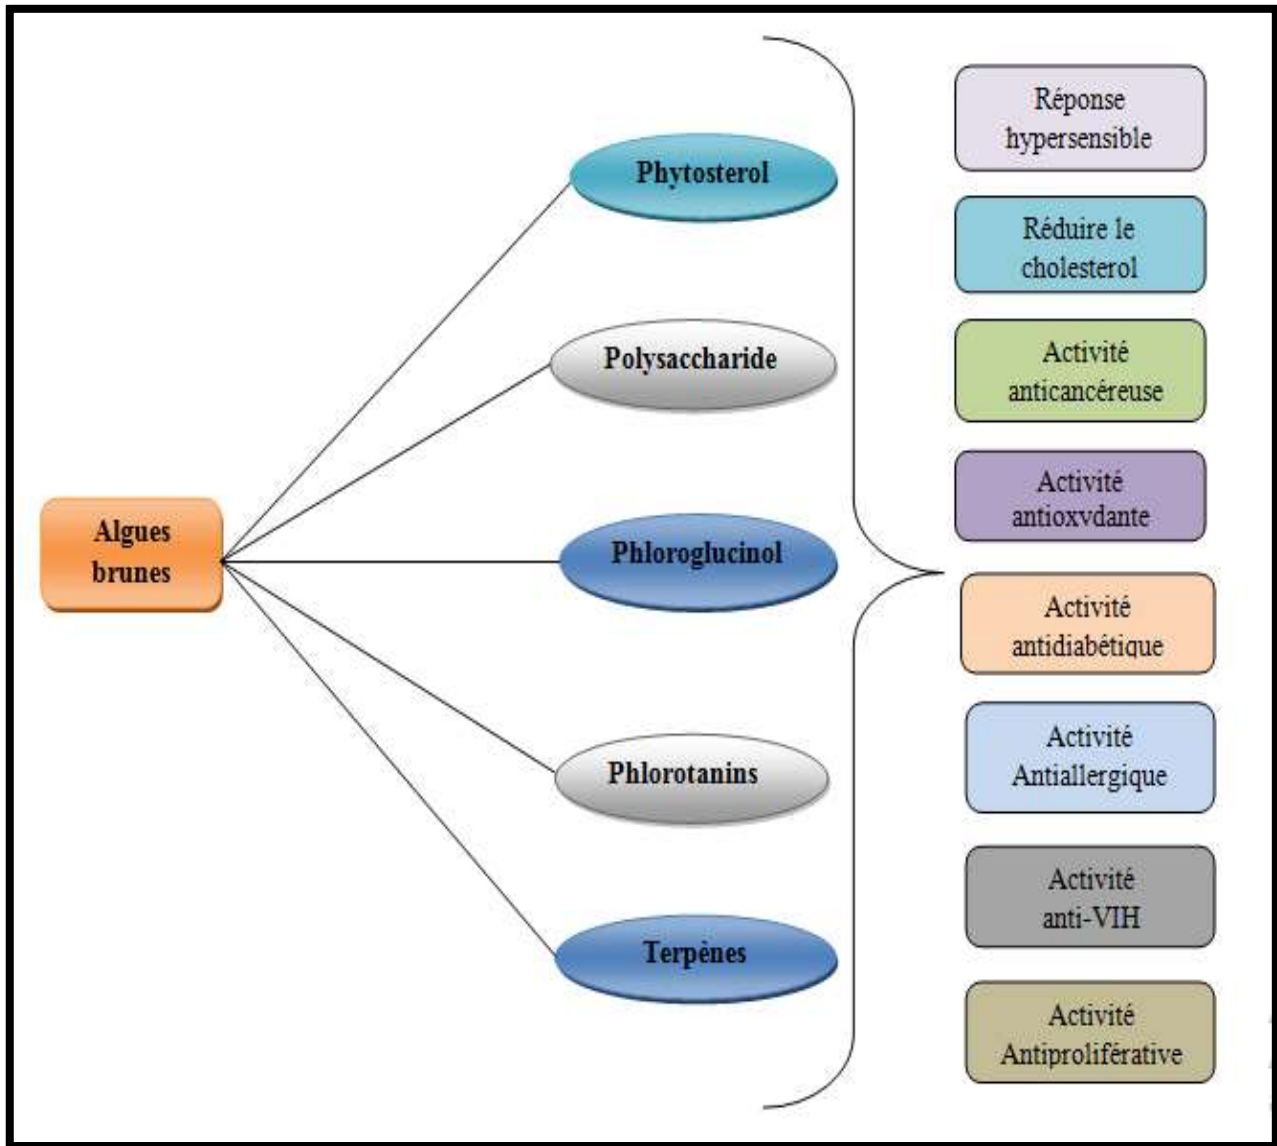 Algues
brunes
Phytosterol
Polysaccharide
Phloroglucinol
Phlorotanins
Terpènes
Réponse
hypersensible
Réduire le
cholesterol
Activité
anticancéreuse
Activité
antioxvdante
Activité
antidiabétique
Activité
Antiallergique
Activité
anti-VIH
Activité
Antiproliférative